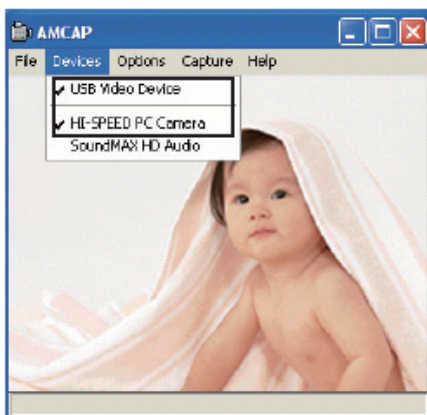 AMCAP
File Devices Options Capture Help
✔ USB Video Device
✔ HI-SPEED PC Camera
SoundMAX HD Audio